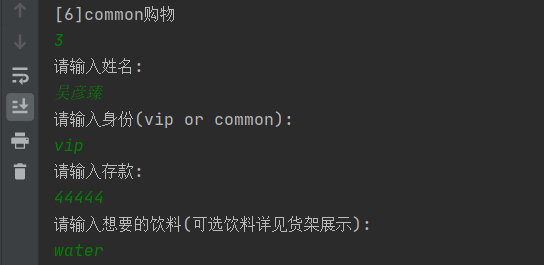 [6]common购物
3
请输入姓名:
吴彦臻
请输入身份(vip or common):
vip
请输入存款:
44444
请输入想要的饮料(可选饮料详见货架展示):
water